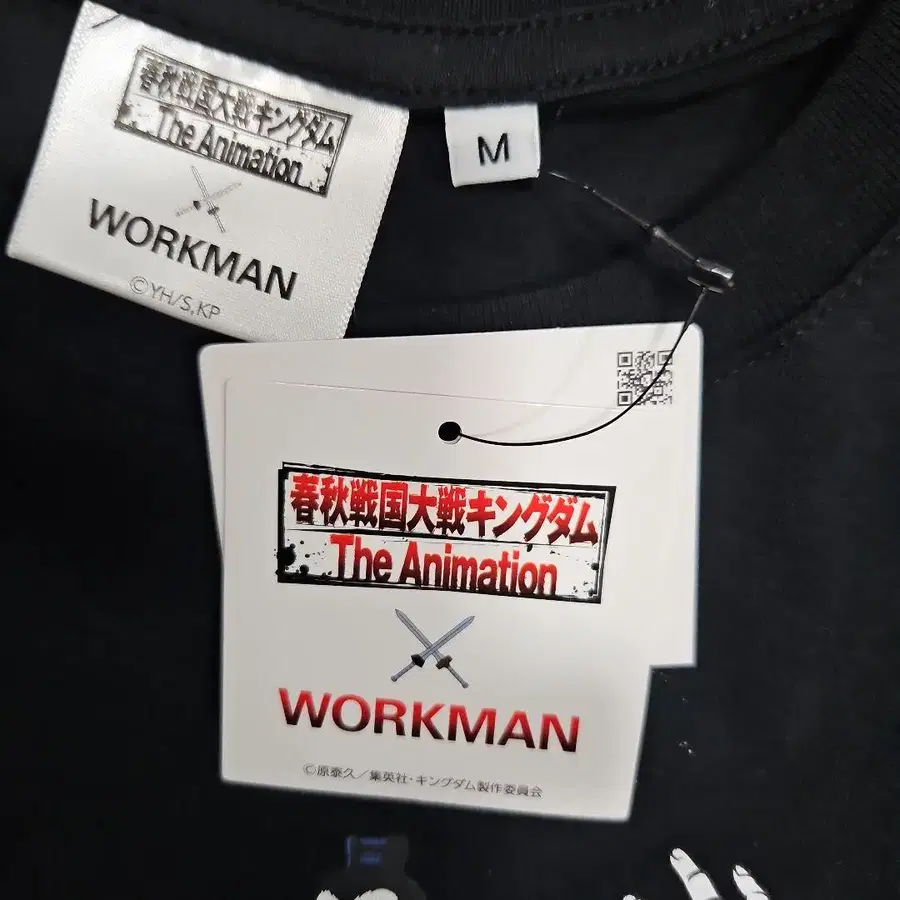 春秋戦国大戦キングダム
The Animation
WORKMAN
©YH/S,KP
M
春秋戦国大戦キングダム
The Animation
WORKMAN
©原泰久/集英社・キングダム製作委員会